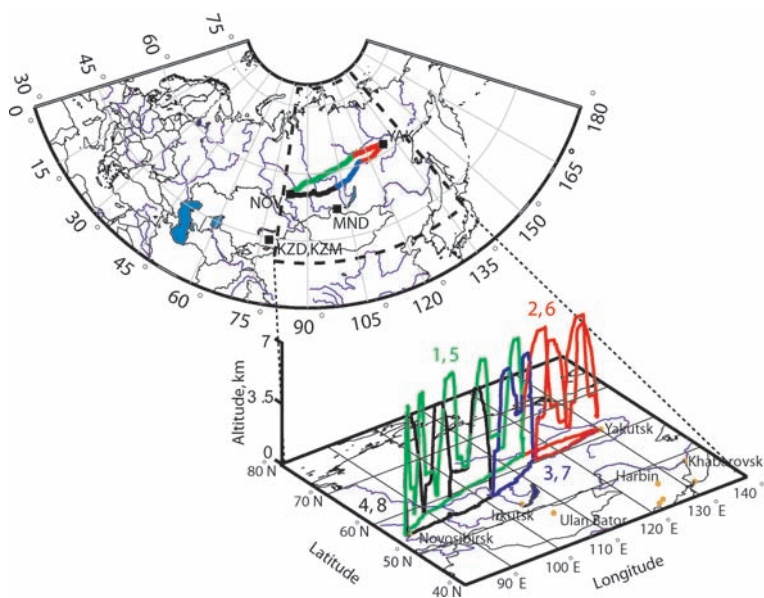 75
60
45
30
0
15
30
45
60
75
90
105
120
135
150
165
180
YAK
NOV
MND
KZD,KZM
7
3.5
0
Altitude,km
80 N
70 N
60 N
50 N
40 N
Latitude
90 E
100 E
110 E
120 E
130 E
140
Longitude
1,5
2,6
3,7
4,8
Yakutsk
Khabarovsk
Harbin
Irkutsk
Ulan Bator
Novosibirsk